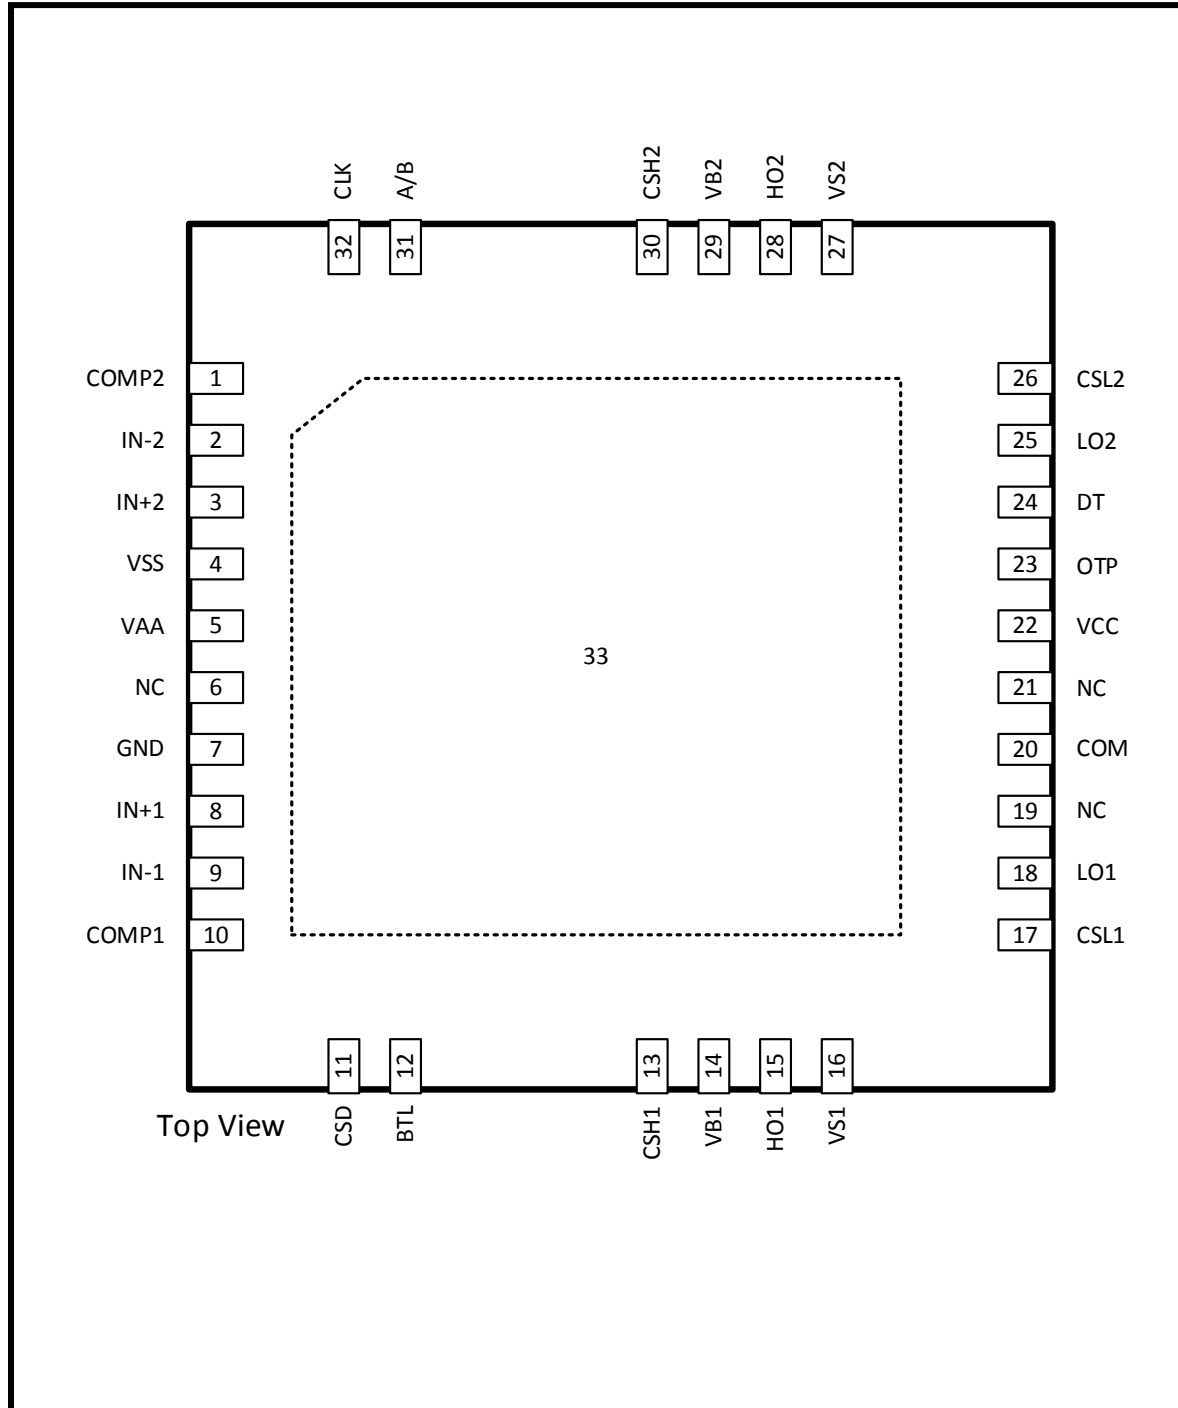 CLK A/B CSH2 VB2 HO2 VS2
32 31 30 29 28 27
COMP2 1 26 CSL2
IN-2 2 25 LO2
IN+2 3 24 DT
VSS 4 23 OTP
VAA 5 22 VCC
33
NC 6 21 NC
GND 7 20 COM
IN+1 8 19 NC
IN-1 9 18 LO1
COMP1 10 17 CSL1
11 12 13 14 15 16
Top View CSD BTL CSH1 VB1 HO1 VS1